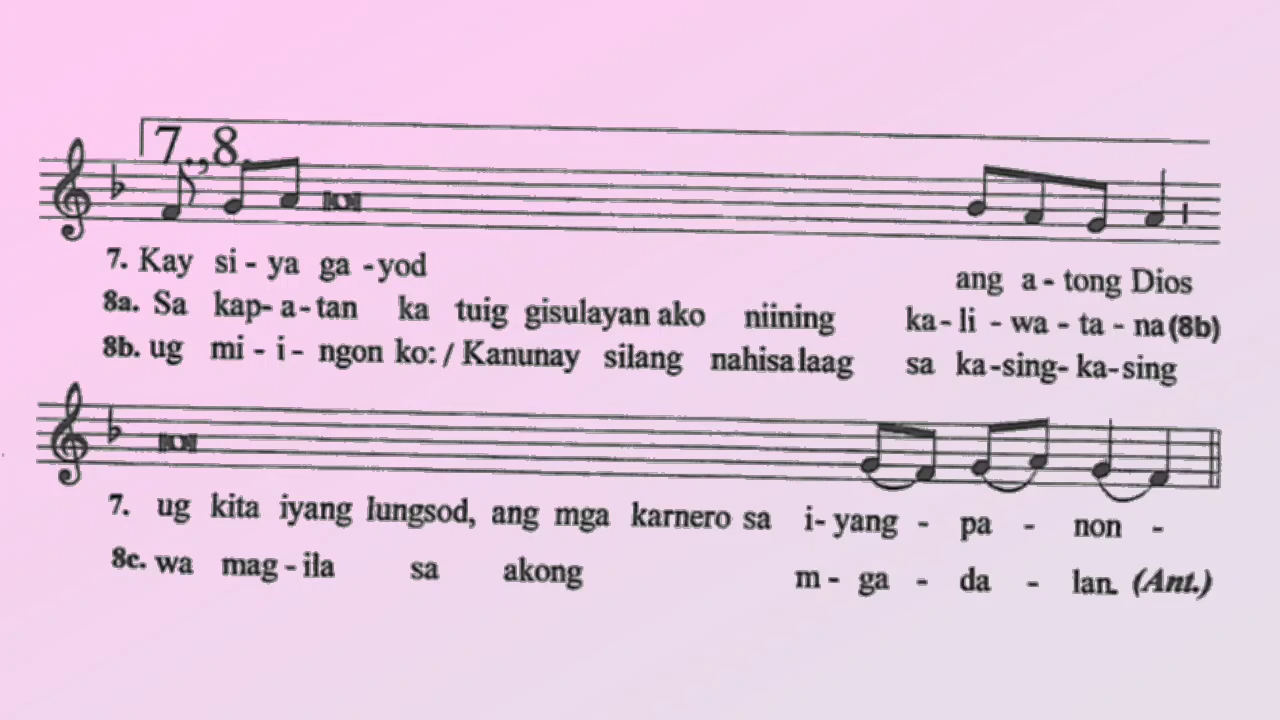 7., 8.
7. Kay si - ya ga - yod ang a - tong Dios
8a. Sa kap- a - tan ka tuig gisulayan ako niining ka - li - wa - ta - na (8b)
8b. ug mi - i - ngon ko: / Kanunay silang nahisalaag sa ka - sing - ka - sing
7. ug kita iyang lungsod, ang mga karnero sa i - yang - pa - non -
8c. wa mag - ila sa akong m - ga - da - lan. (Ant.)